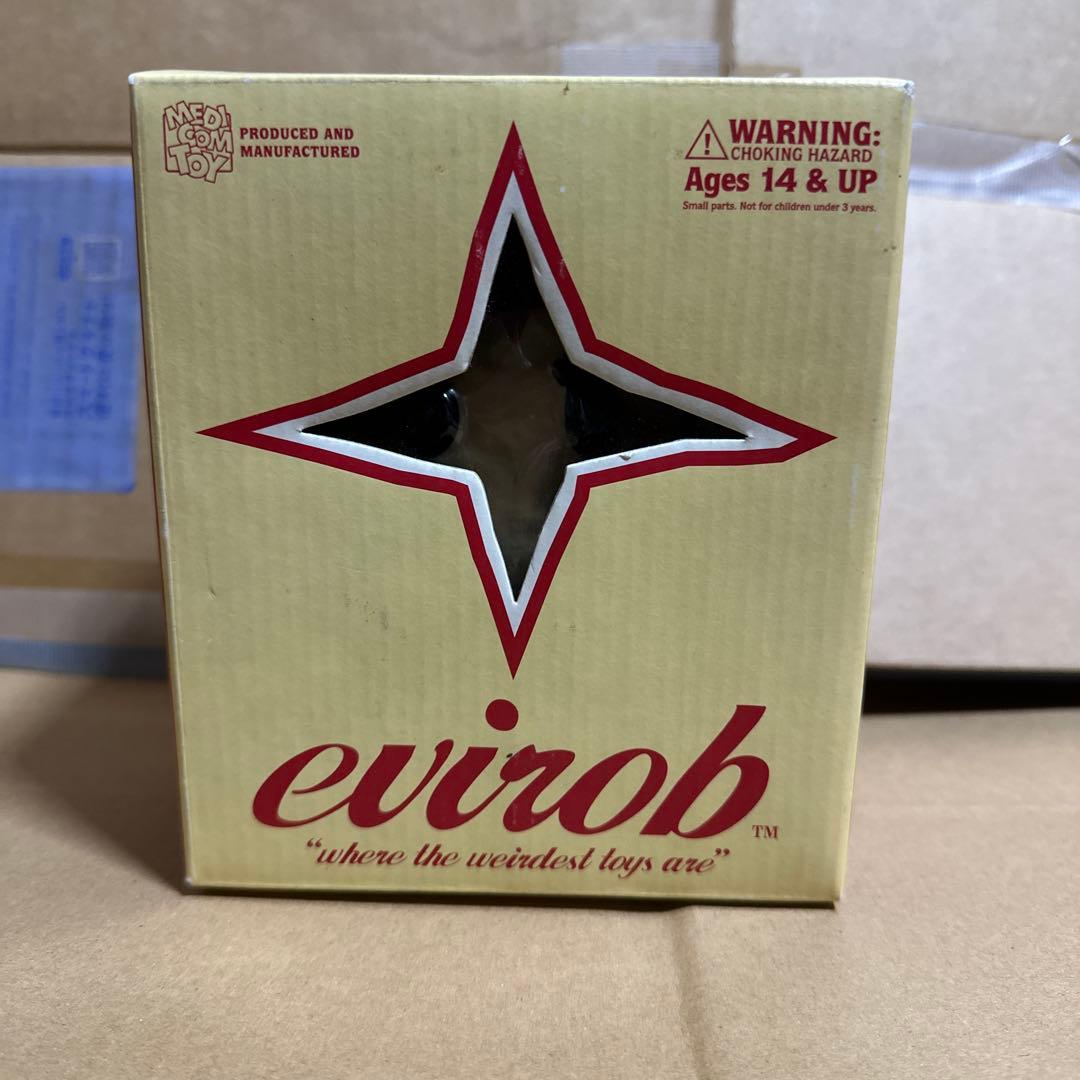 MEDI
COM
TOY
PRODUCED AND
MANUFACTURED
WARNING:
CHOKING HAZARD
Ages 14 & UP
Small parts. Not for children under 3 years.
evirob TM
“where the weirdest toys are”